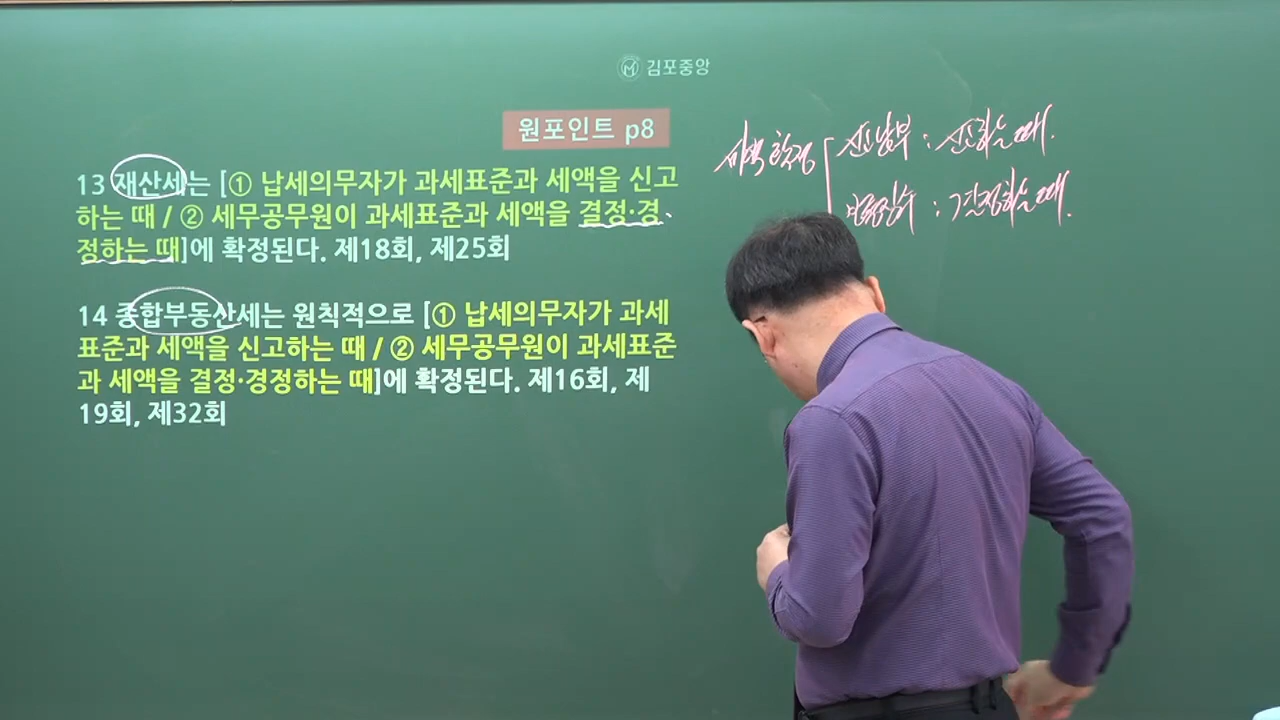 김포중앙
원포인트 p8
13 재산세는 [① 납세의무자가 과세표준과 세액을 신고
하는 때 / ② 세무공무원이 과세표준과 세액을 결정·경
정하는 때]에 확정된다. 제18회, 제25회
14 종합부동산세는 원칙적으로 [① 납세의무자가 과세
표준과 세액을 신고하는 때 / ② 세무공무원이 과세표준
과 세액을 결정·경정하는 때]에 확정된다. 제16회, 제
19회, 제32회
세액 확정
신고납부 : 신고하는 때.
보통징수 : 결정하는 때.